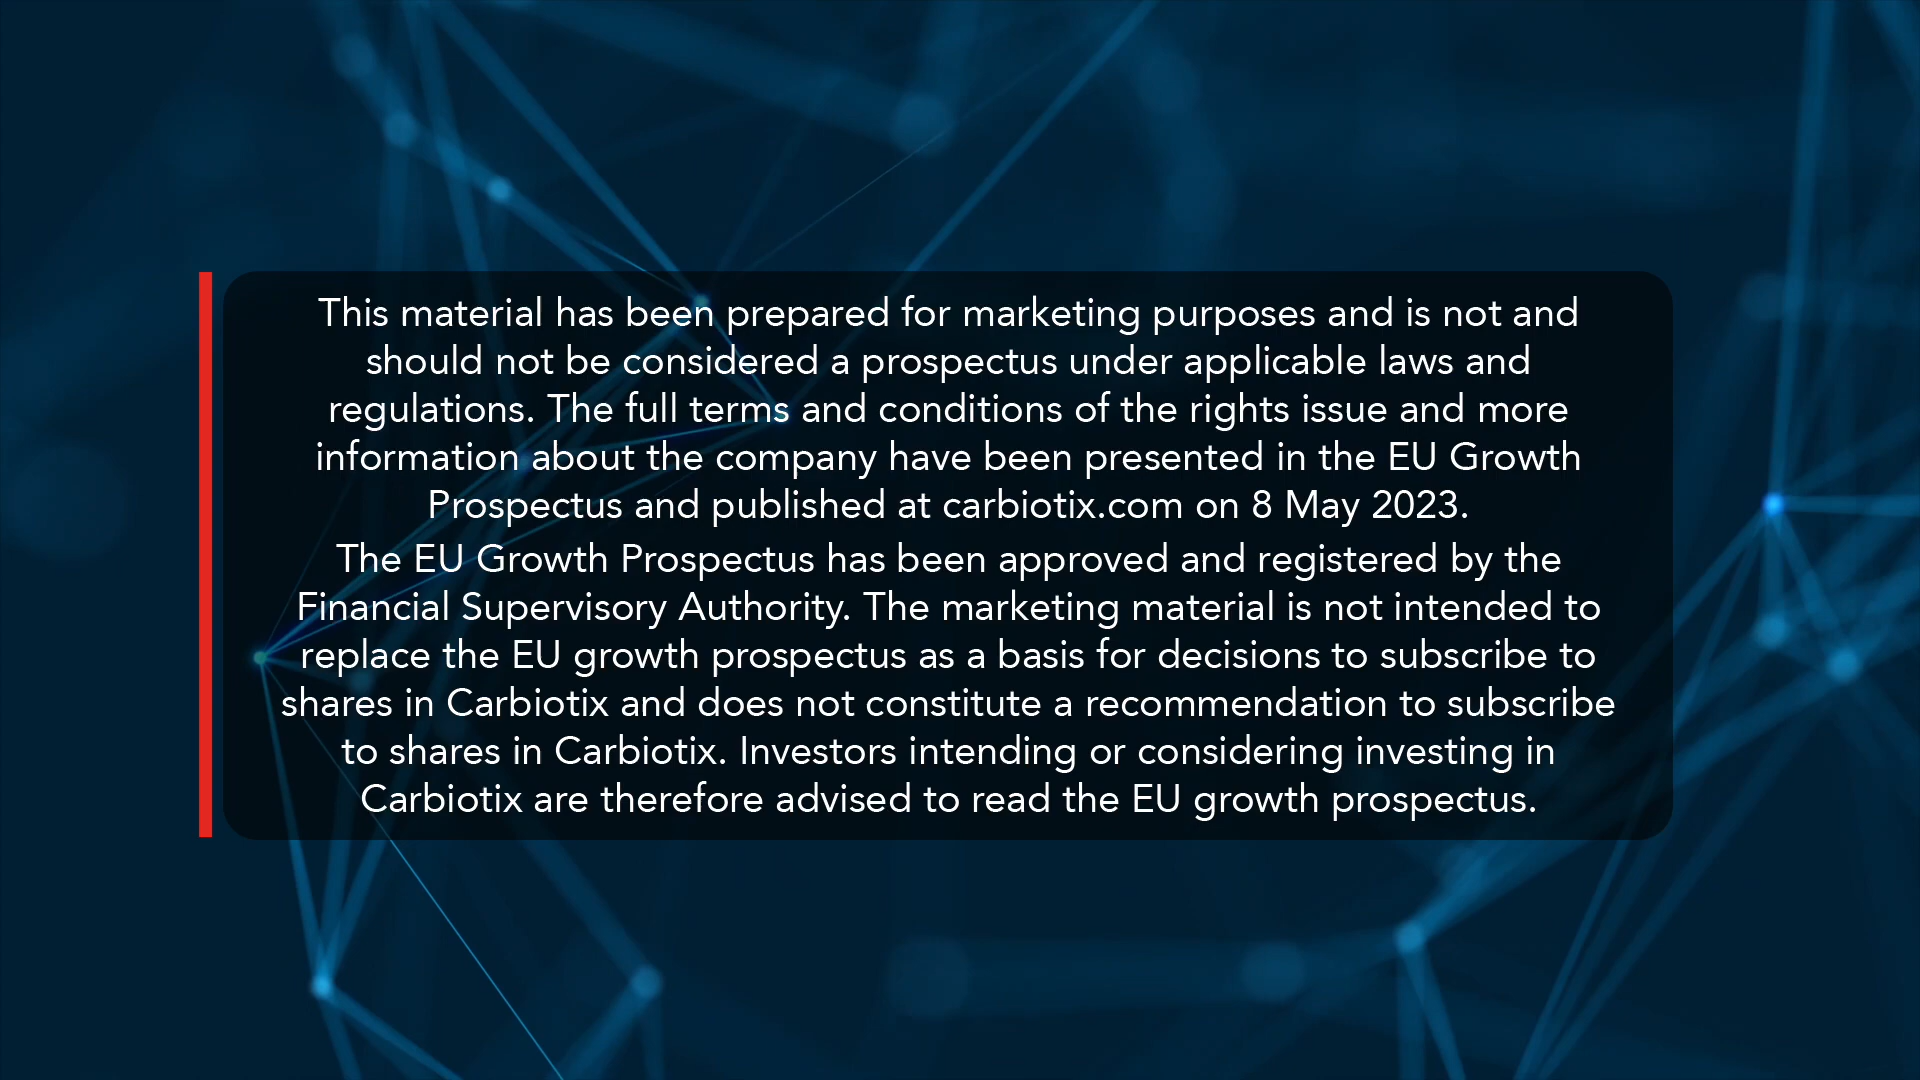 This material has been prepared for marketing purposes and is not and
should not be considered a prospectus under applicable laws and
regulations. The full terms and conditions of the rights issue and more
information about the company have been presented in the EU Growth
Prospectus and published at carbiotix.com on 8 May 2023.
The EU Growth Prospectus has been approved and registered by the
Financial Supervisory Authority. The marketing material is not intended to
replace the EU growth prospectus as a basis for decisions to subscribe to
shares in Carbiotix and does not constitute a recommendation to subscribe
to shares in Carbiotix. Investors intending or considering investing in
Carbiotix are therefore advised to read the EU growth prospectus.